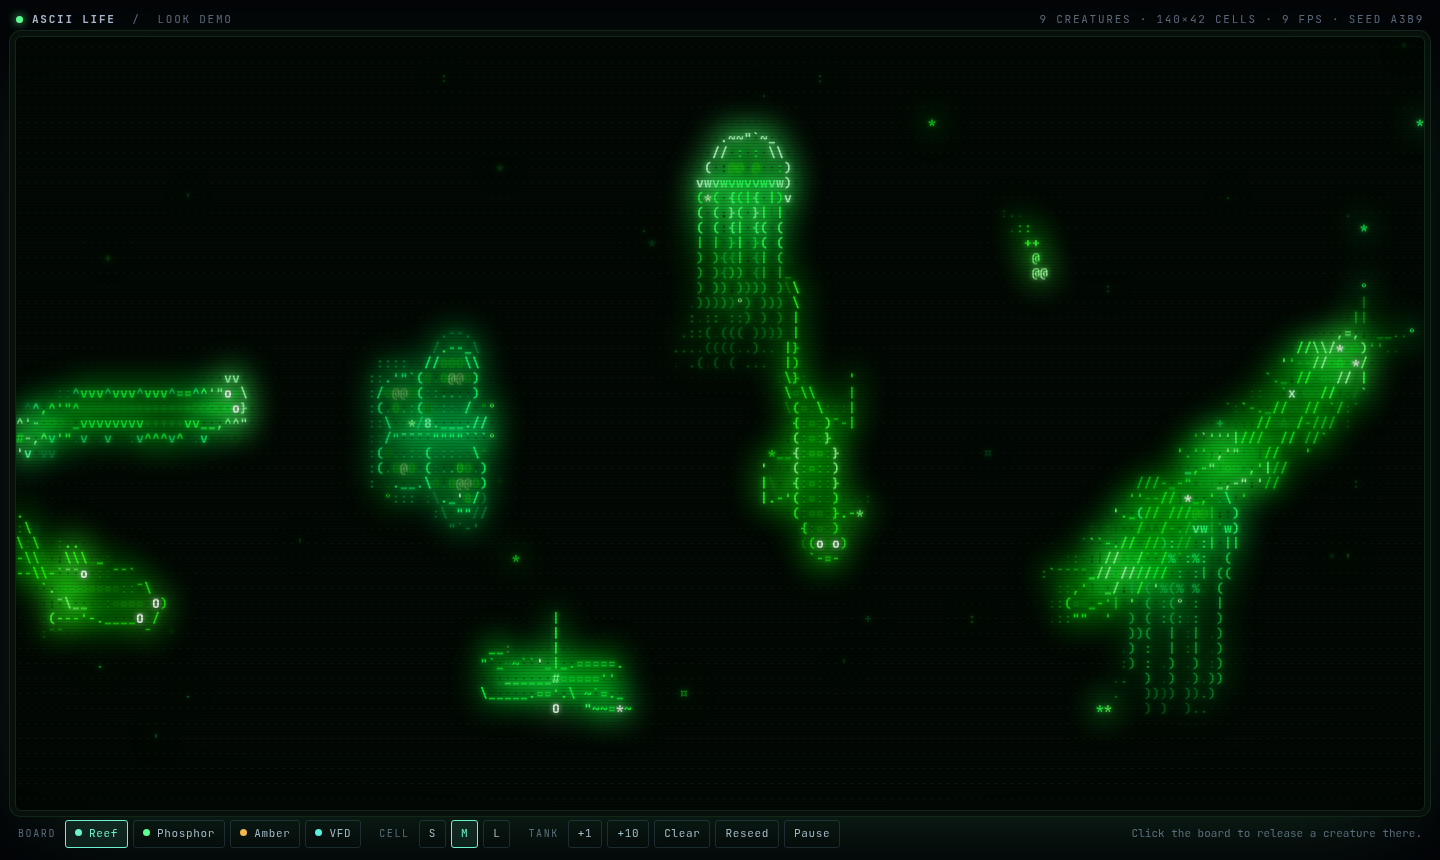 ASCII LIFE / LOOK DEMO
9 CREATURES · 140×42 CELLS · 9 FPS · SEED A3B9
BOARD Reef Phosphor Amber VFD CELL S M L TANK +1 +10 Clear Reseed Pause
Click the board to release a creature there.